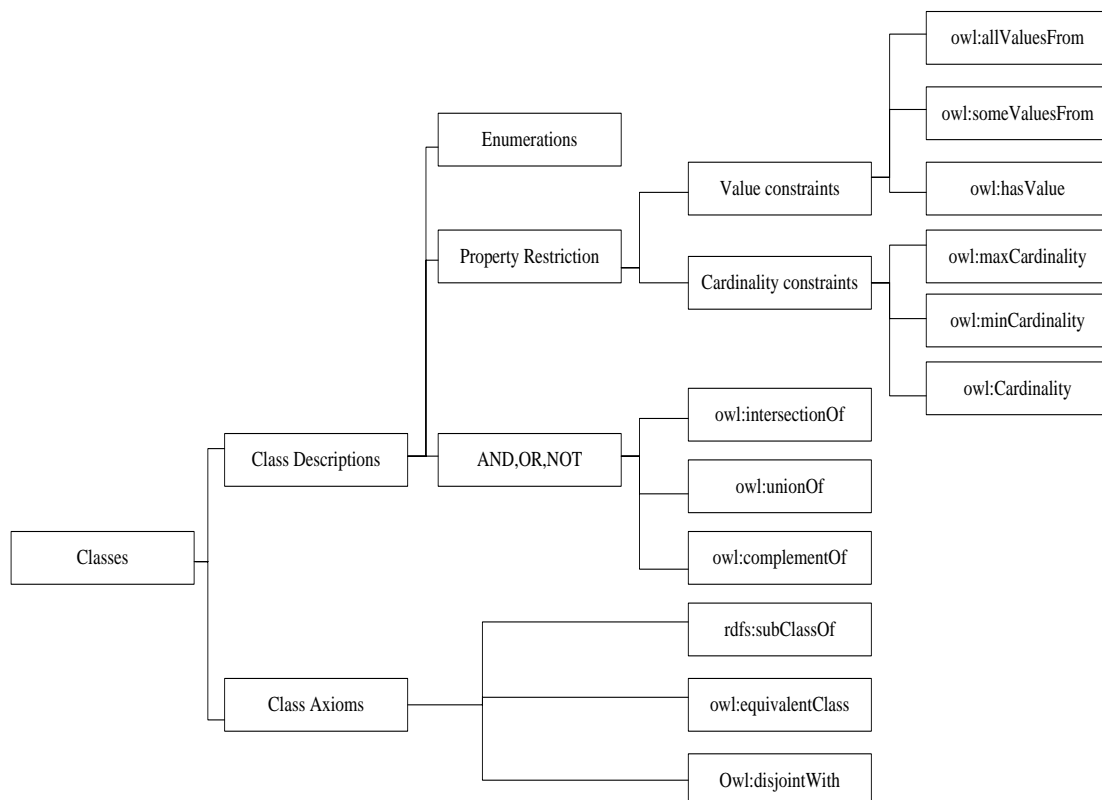 owl:allValuesFrom
owl:someValuesFrom
Enumerations
Value constraints
owl:hasValue
Property Restriction
owl:maxCardinality
Cardinality constraints
owl:minCardinality
owl:Cardinality
owl:intersectionOf
Class Descriptions
AND,OR,NOT
owl:unionOf
Classes
owl:complementOf
rdfs:subClassOf
Class Axioms
owl:equivalentClass
Owl:disjointWith